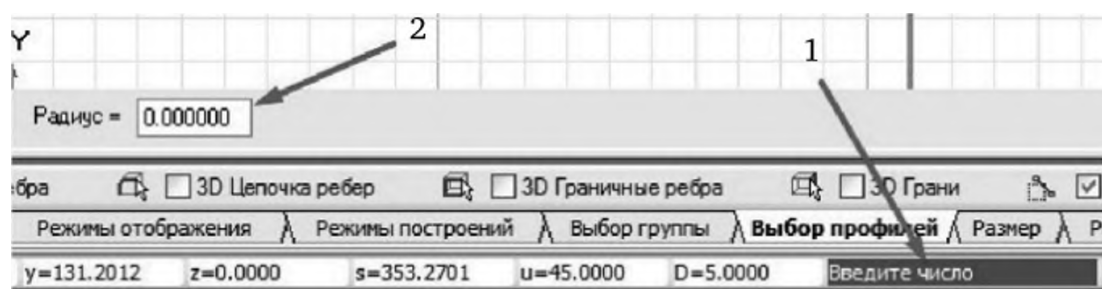 Y 2 1
Радиус = 0.000000
ебра 3D Цепочка ребер 3D Граничные ребра 3D Грани
Режимы отображения Режимы построений Выбор группы Выбор профилей Размер Р
y=131.2012 z=0.0000 s=353.2701 u=45.0000 D=5.0000 Введите число